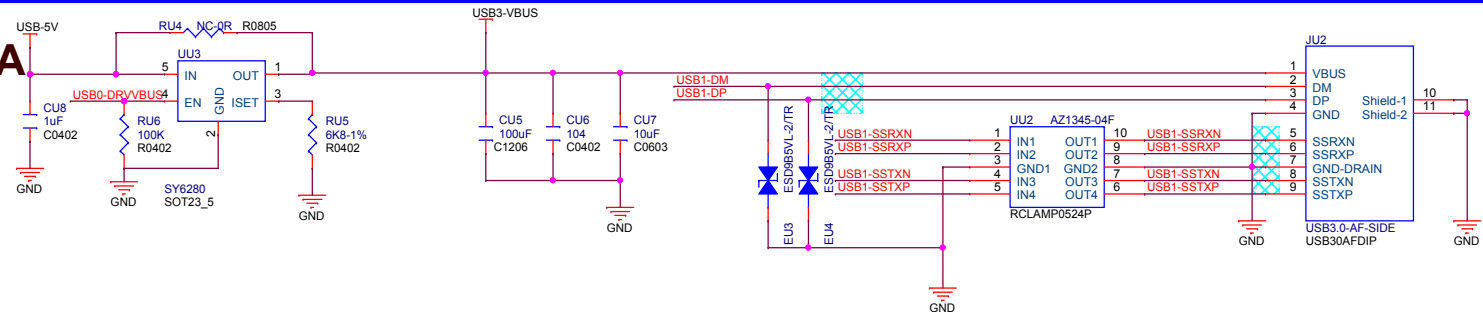 USB-5V
A
RU4 NC-0R R0805
UU3
5 IN OUT 1
USB0-DRVVBUS 4 EN ISET 3
GND
2
CU8
1uF
C0402
GND
RU6
100K
R0402
GND
SY6280
SOT23_5
RU5
6K8-1%
R0402
GND
USB3-VBUS
CU5
100uF
C1206
CU6
104
C0402
CU7
10uF
C0603
GND
USB1-DM
USB1-DP
ESD9B5VL-2/TR
EU3
ESD9B5VL-2/TR
EU4
GND
UU2 AZ1345-04F
USB1-SSRXN 1 IN1 OUT1 10 USB1-SSRXN
USB1-SSRXP 2 IN2 OUT2 9 USB1-SSRXP
3 GND1 GND2 8
USB1-SSTXN 4 IN3 OUT3 7 USB1-SSTXN
USB1-SSTXP 5 IN4 OUT4 6 USB1-SSTXP
RCLAMP0524P
JU2
1 VBUS
2 DM
3 DP Shield-1 10
4 GND Shield-2 11
5 SSRXN
6 SSRXP
7 GND-DRAIN
8 SSTXN
9 SSTXP
USB3.0-AF-SIDE
USB30AFDIP
GND
GND